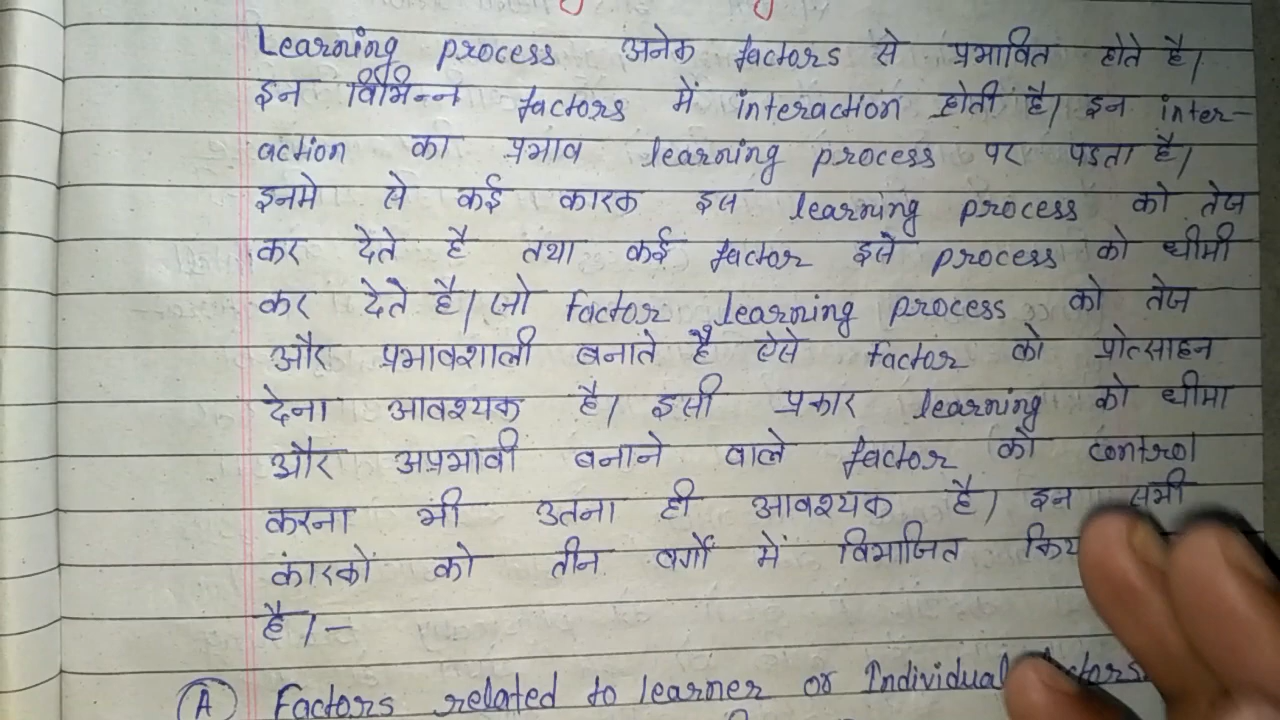 Learning process अनेक factors से प्रभावित होते है।
इन विभिन्न factors में interaction होती है। इन inter-
action का प्रभाव learning process पर पडता है।
इनमे से कई कारक इस learning process को तेज
कर देते है तथा कई factor इसे process को धीमी
कर देते है। जो factor learning process को तेज
और प्रभावशाली बनाते है ऐसे factor को प्रोत्साहन
देना आवश्यक है। इसी प्रकार learning को धीमा
और अप्रभावी बनाने वाले factor को control
करना भी उतना ही आवश्यक है। इन सभी
कारकों को तीन वर्गों में विभाजित
है।-
(A) Factors related to learner or Individual